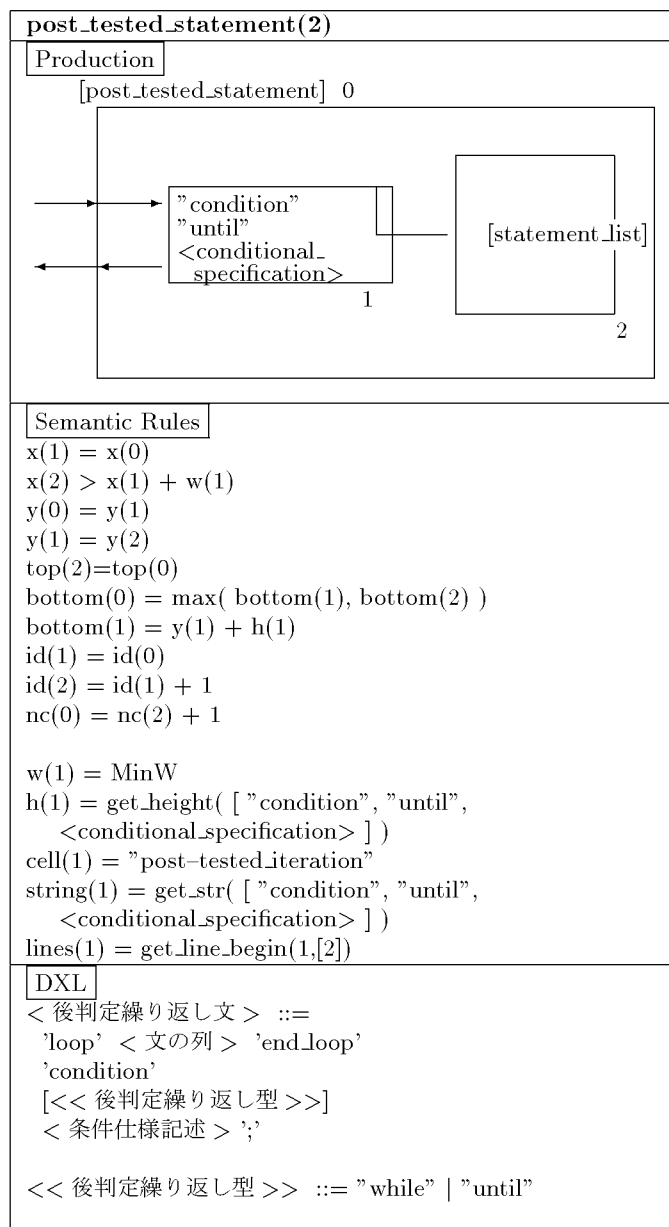 post_tested_statement(2)
Production
[post_tested_statement] 0
"condition"
"until"
<conditional_
specification>
1
[statement_list]
2
Semantic Rules
x(1) = x(0)
x(2) > x(1) + w(1)
y(0) = y(1)
y(1) = y(2)
top(2)=top(0)
bottom(0) = max( bottom(1), bottom(2) )
bottom(1) = y(1) + h(1)
id(1) = id(0)
id(2) = id(1) + 1
nc(0) = nc(2) + 1
w(1) = MinW
h(1) = get_height( [ "condition", "until",
<conditional_specification> ] )
cell(1) = "post–tested_iteration"
string(1) = get_str( [ "condition", "until",
<conditional_specification> ] )
lines(1) = get_line_begin(1,[2])
DXL
< 後判定繰り返し文 > ::=
'loop' < 文の列 > 'end_loop'
'condition'
[<< 後判定繰り返し型 >>]
< 条件仕様記述 > ';'
<< 後判定繰り返し型 >> ::= "while" | "until"